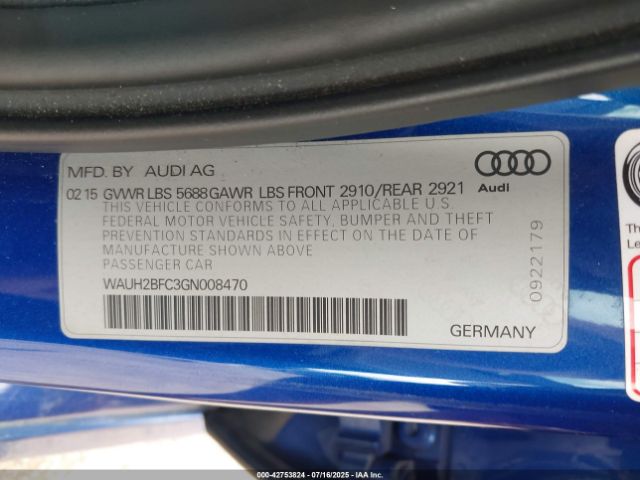 MFD. BY AUDI AG
Audi
02 15 GVWR LBS 5688 GAWR LBS FRONT 2910/REAR 2921
THIS VEHICLE CONFORMS TO ALL APPLICABLE U.S.
FEDERAL MOTOR VEHICLE SAFETY, BUMPER AND THEFT
PREVENTION STANDARDS IN EFFECT ON THE DATE OF
MANUFACTURE SHOWN ABOVE
PASSENGER CAR
WAUH2BFC3GN008470
GERMANY
0922179
000-42753824 07/16/2025 IAACAR